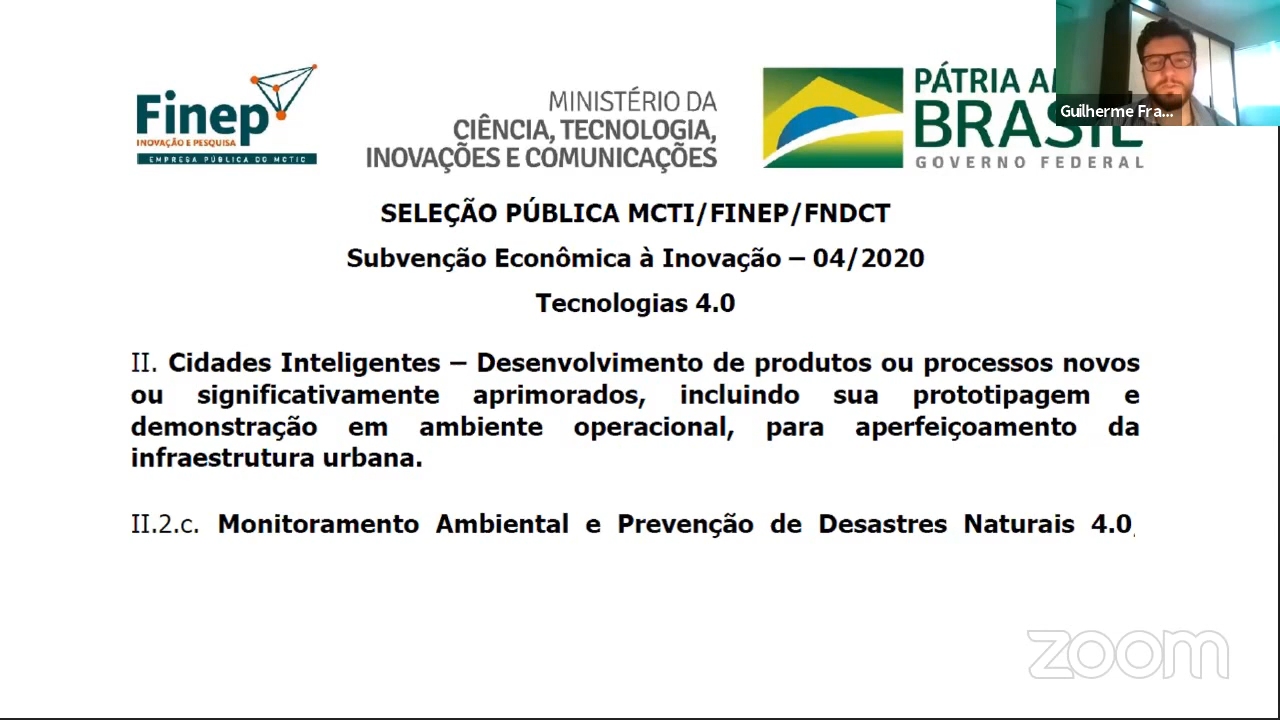 Finep
INOVAÇÃO E PESQUISA
EMPRESA PÚBLICA DO MCTIC
MINISTÉRIO DA
CIÊNCIA, TECNOLOGIA,
INOVAÇÕES E COMUNICAÇÕES
PÁTRIA A
BRASIL
GOVERNO FEDERAL
Guilherme Fra...
SELEÇÃO PÚBLICA MCTI/FINEP/FNDCT
Subvenção Econômica à Inovação – 04/2020
Tecnologias 4.0
II. Cidades Inteligentes – Desenvolvimento de produtos ou processos novos
ou significativamente aprimorados, incluindo sua prototipagem e
demonstração em ambiente operacional, para aperfeiçoamento da
infraestrutura urbana.
II.2.c. Monitoramento Ambiental e Prevenção de Desastres Naturais 4.0,
zoom